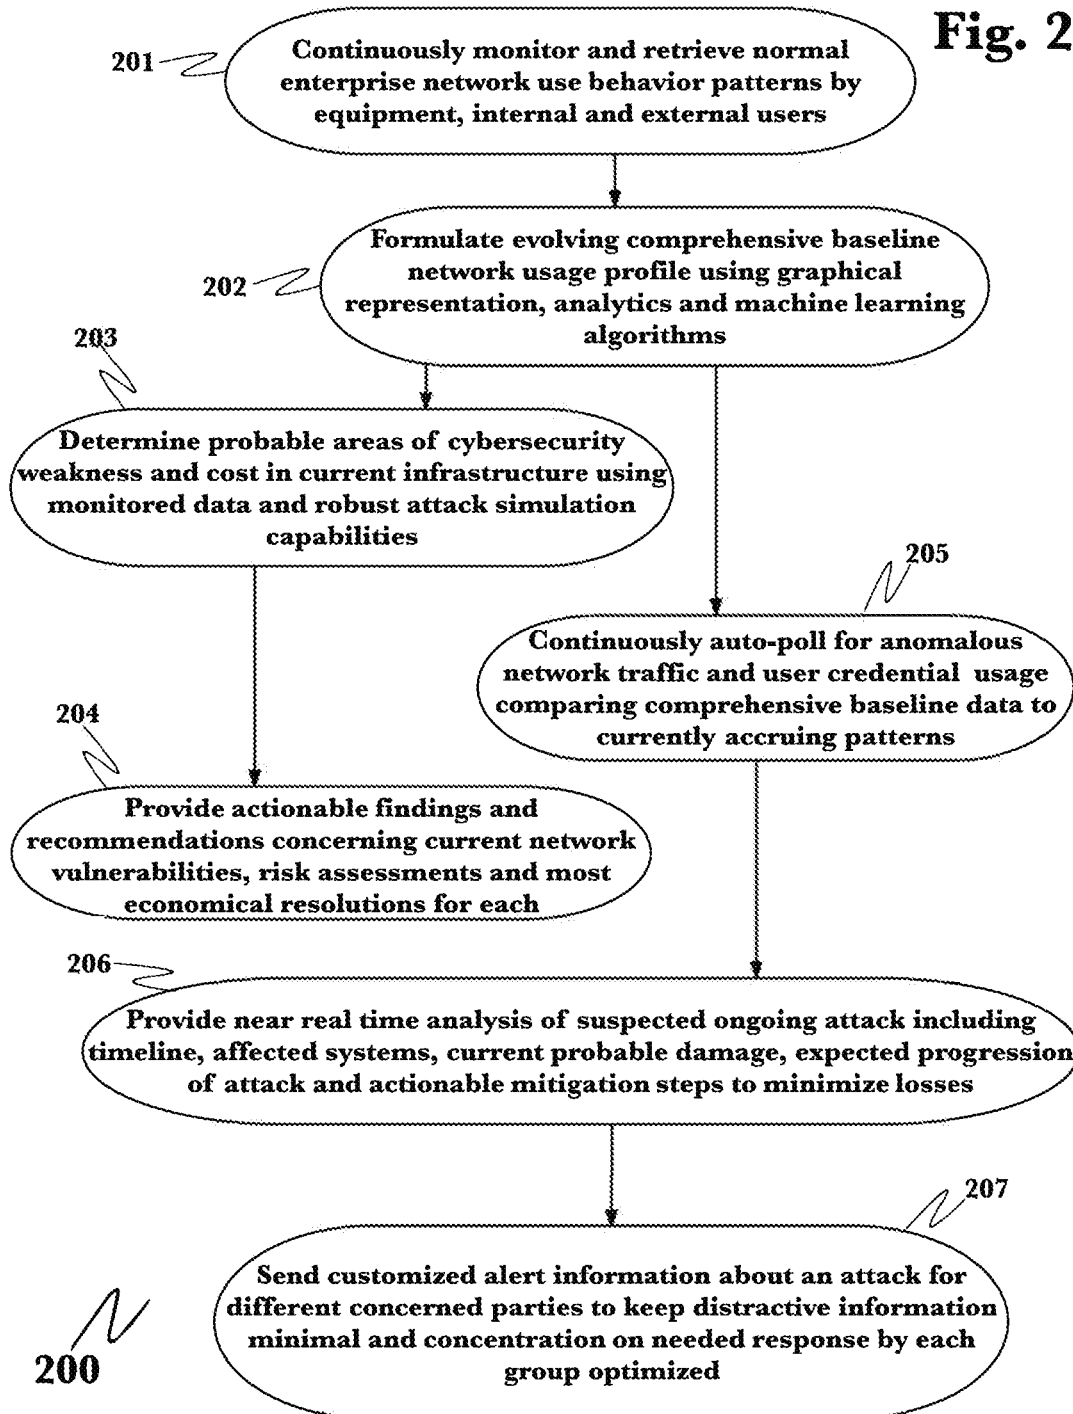 Fig. 2
201
Continuously monitor and retrieve normal
enterprise network use behavior patterns by
equipment, internal and external users
202
Formulate evolving comprehensive baseline
network usage profile using graphical
representation, analytics and machine learning
algorithms
203
Determine probable areas of cybersecurity
weakness and cost in current infrastructure using
monitored data and robust attack simulation
capabilities
205
Continuously auto-poll for anomalous
network traffic and user credential usage
comparing comprehensive baseline data to
currently accruing patterns
204
Provide actionable findings and
recommendations concerning current network
vulnerabilities, risk assessments and most
economical resolutions for each
206
Provide near real time analysis of suspected ongoing attack including
timeline, affected systems, current probable damage, expected progression
of attack and actionable mitigation steps to minimize losses
207
Send customized alert information about an attack for
different concerned parties to keep distractive information
minimal and concentration on needed response by each
group optimized
200